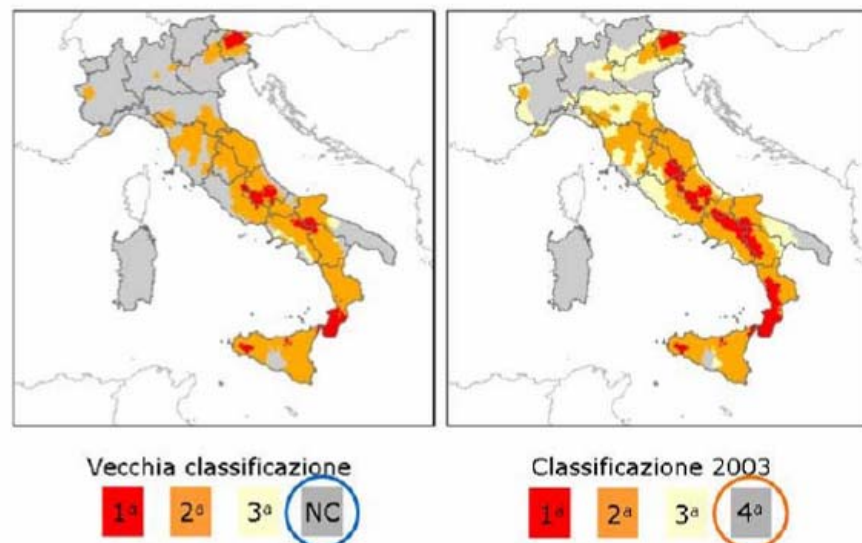 Vecchia classificazione
1ª 2ª 3ª NC
Classificazione 2003
1ª 2ª 3ª 4ª